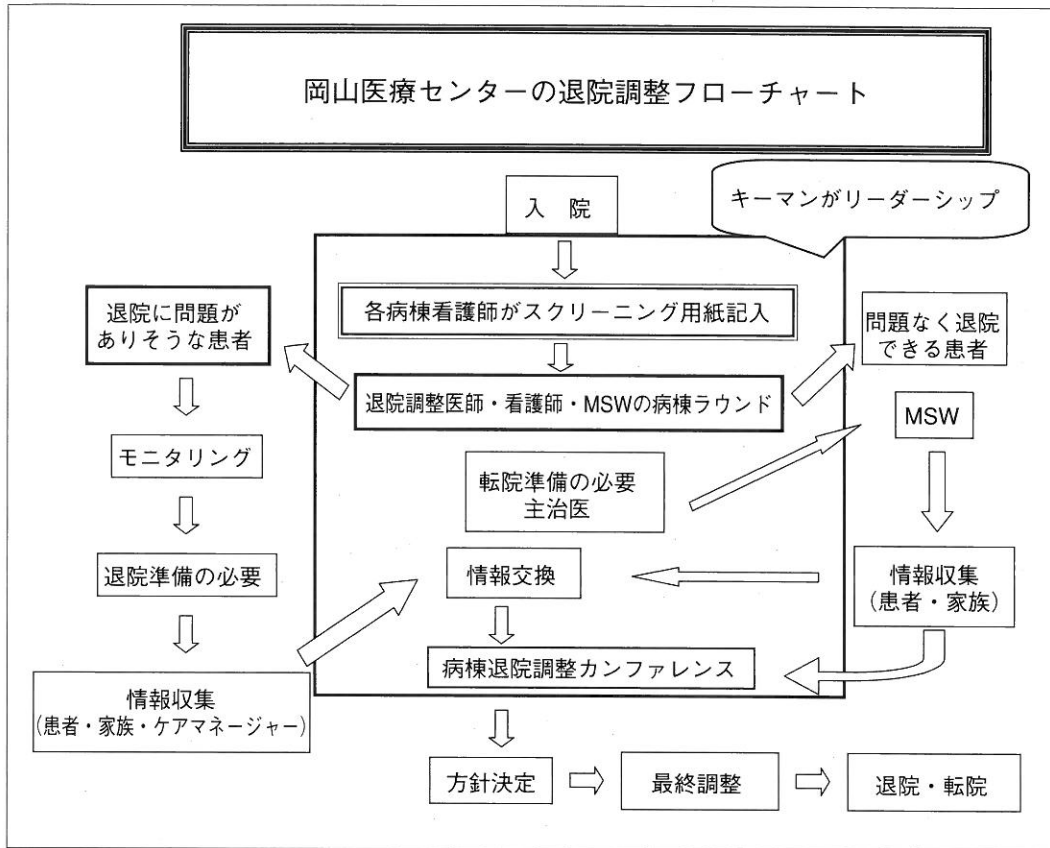 岡山医療センターの退院調整フローチャート
キーマンがリーダーシップ
入 院
各病棟看護師がスクリーニング用紙記入
退院に問題が
ありそうな患者
問題なく退院
できる患者
退院調整医師・看護師・MSWの病棟ラウンド
MSW
モニタリング
転院準備の必要
主治医
退院準備の必要
情報交換
情報収集
(患者・家族)
病棟退院調整カンファレンス
情報収集
(患者・家族・ケアマネージャー)
方針決定
最終調整
退院・転院